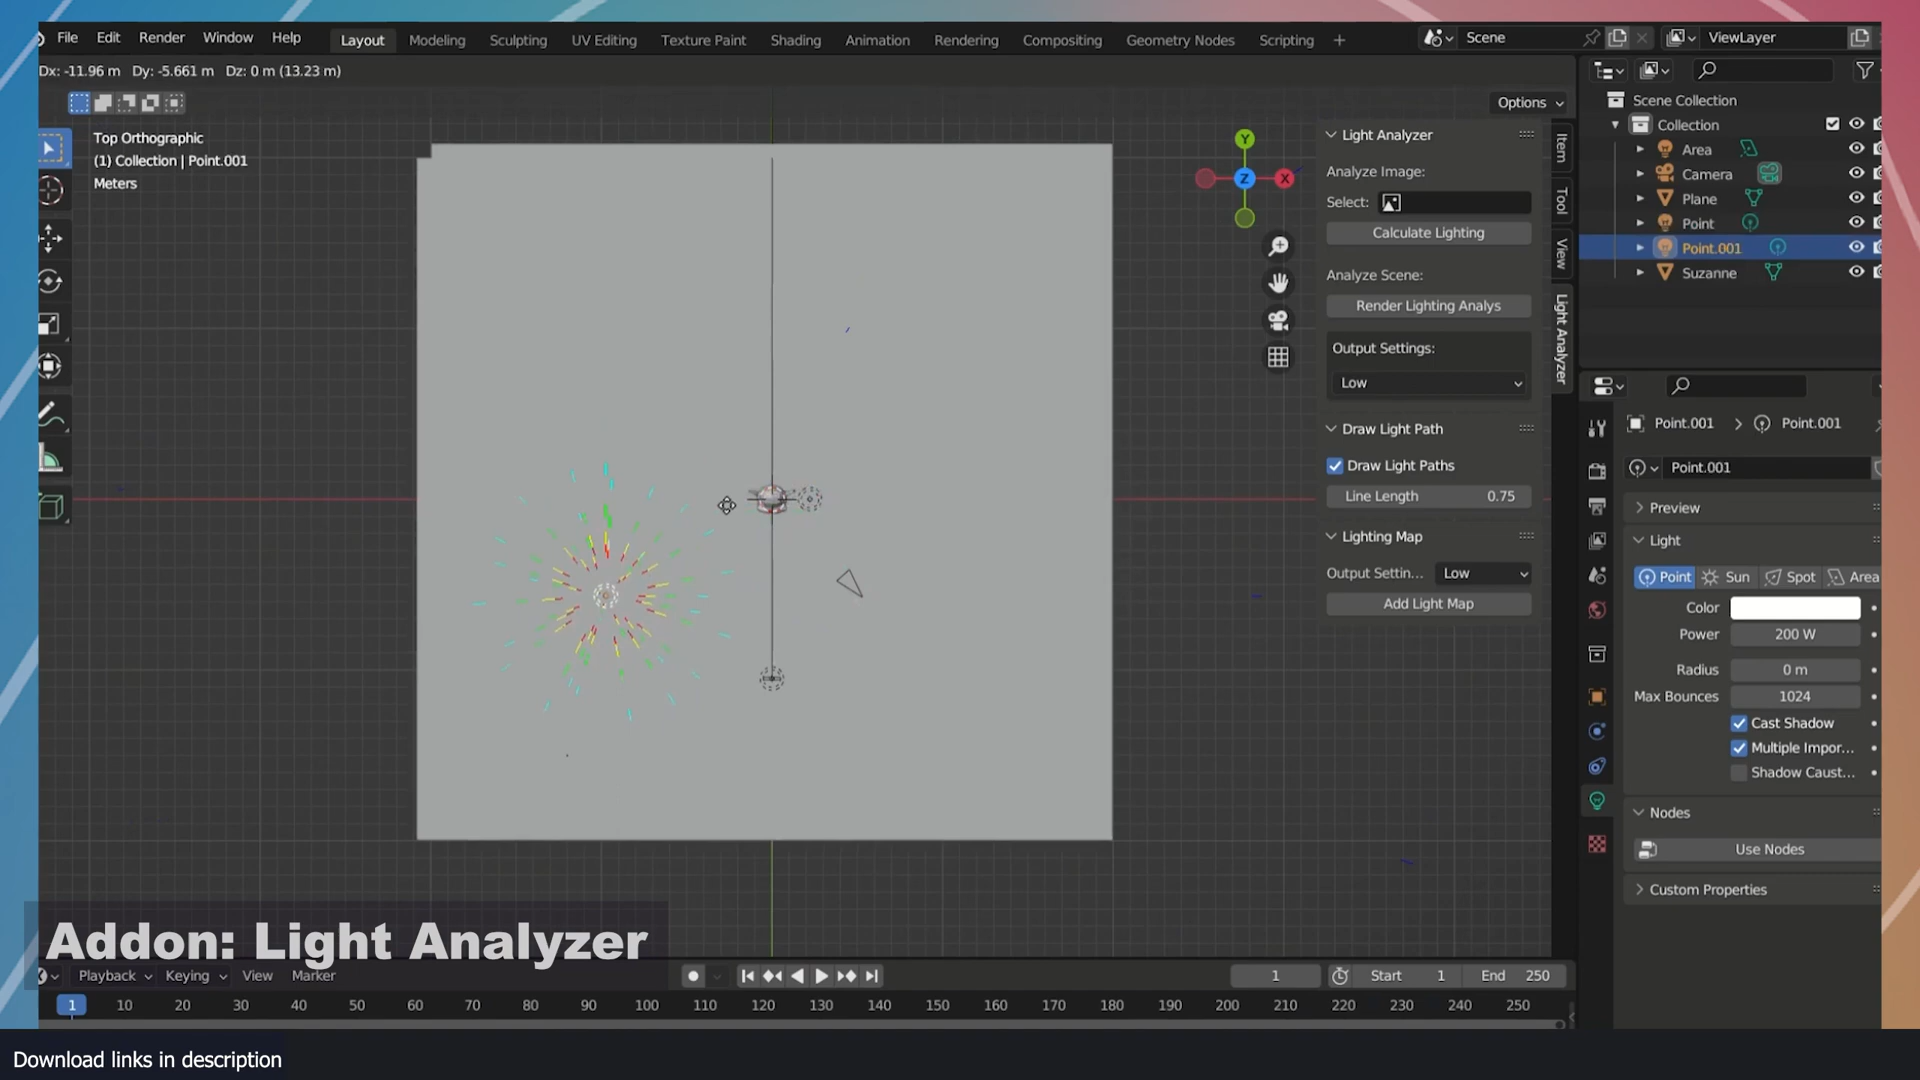 File Edit Render Window Help Layout Modeling Sculpting UV Editing Texture Paint Shading Animation Rendering Compositing Geometry Nodes Scripting + Scene ViewLayer
Dx: -11.96 m Dy: -5.661 m Dz: 0 m (13.23 m)
Options
Top Orthographic
(1) Collection | Point.001
Meters
Y
Z
X
Light Analyzer
Analyze Image:
Select:
Calculate Lighting
Analyze Scene:
Render Lighting Analys
Output Settings:
Low
Draw Light Path
Draw Light Paths
Line Length 0.75
Lighting Map
Output Settin... Low
Add Light Map
Item
Tool
View
Light Analyzer
Scene Collection
Collection
Area
Camera
Plane
Point
Point.001
Suzanne
Point.001 > Point.001
Point.001
Preview
Light
Point Sun Spot Area
Color
Power 200 W
Radius 0 m
Max Bounces 1024
Cast Shadow
Multiple Impor...
Shadow Caust...
Nodes
Use Nodes
Custom Properties
Addon: Light Analyzer
Playback Keying View Marker 1 Start 1 End 250
1 10 20 30 40 50 60 70 80 90 100 110 120 130 140 150 160 170 180 190 200 210 220 230 240 250
Download links in description